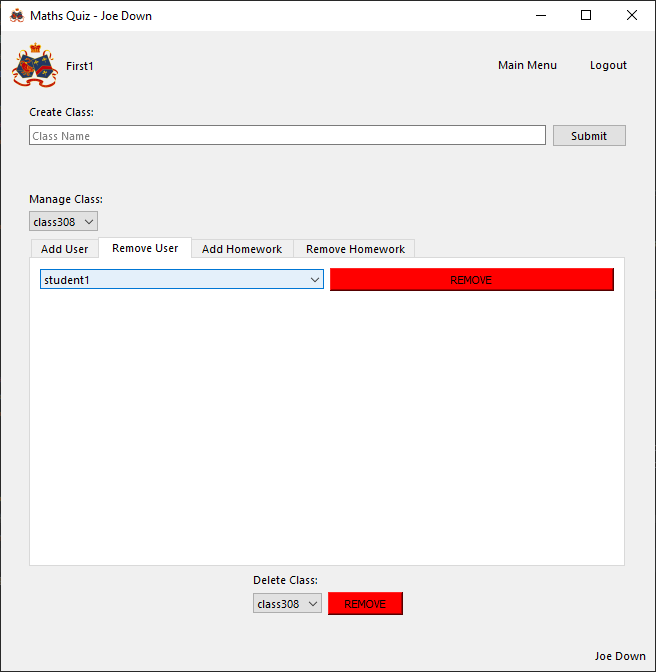 Maths Quiz - Joe Down
First1
Main Menu
Logout
Create Class:
Class Name
Submit
Manage Class:
class308
Add User
Remove User
Add Homework
Remove Homework
student1
REMOVE
Delete Class:
class308
REMOVE
Joe Down